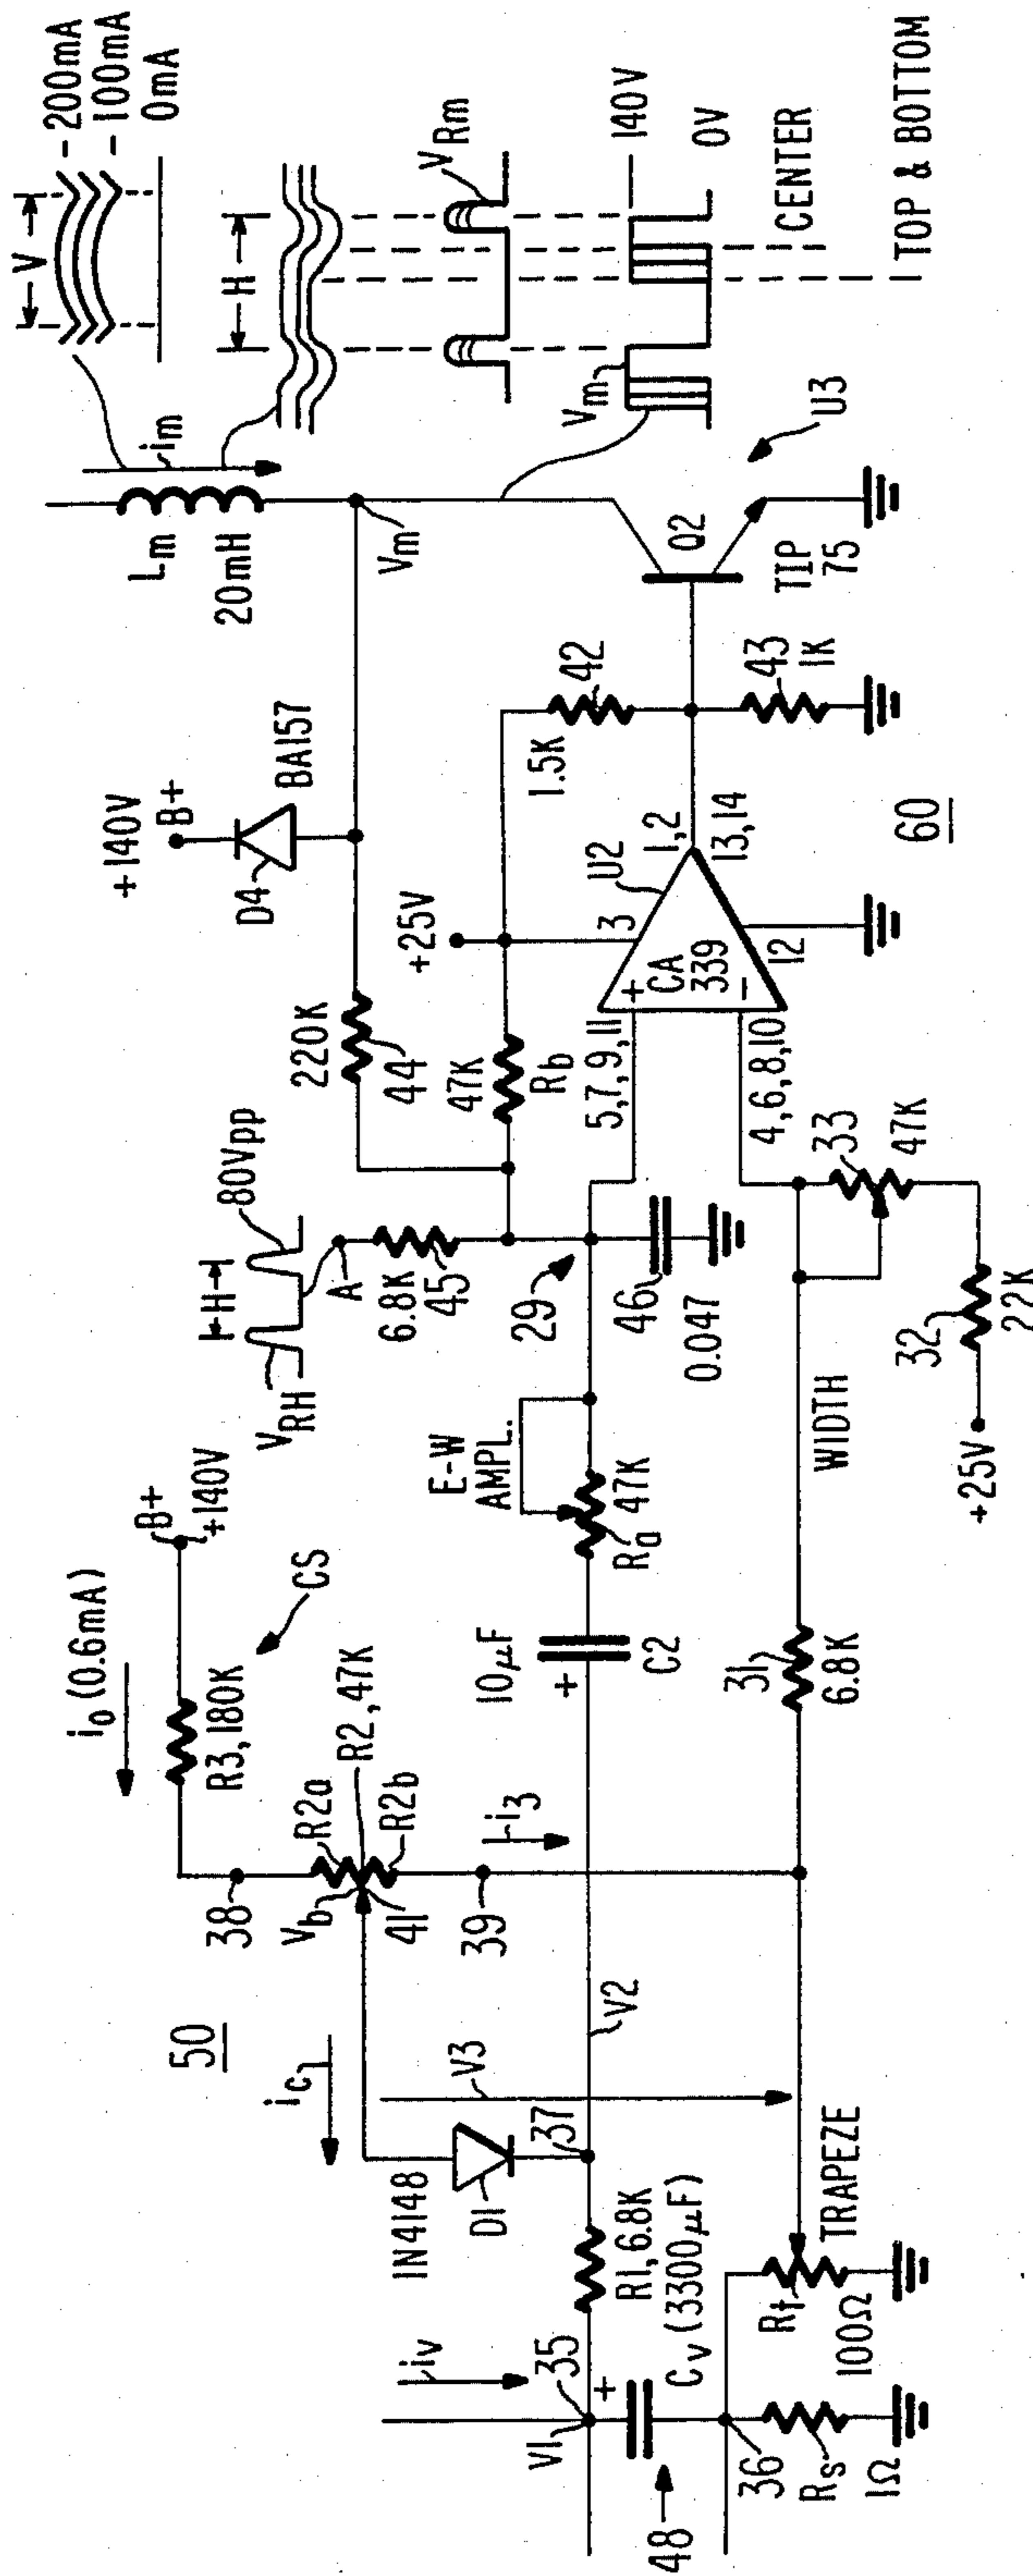 -200mA
-100mA
0mA
V
H
VRm
Vm
140V
0V
CENTER
TOP & BOTTOM
im
Lm
20mH
Vm
U3
Q2
TIP
75
+140V
B+
D4
BA157
220K
44
+25V
1.5K
42
43
1K
60
47K
Rb
5,7,9,11
3
U2
1,2
13,14
+
CA
339
-
12
4,6,8,10
80Vpp
H
VRH
A
6.8K
45
29
46
0.047
33
47K
WIDTH
32
22K
+25V
B+
+140V
i0 (0.6mA)
R3,180K
CS
E-W
AMPL.
Ra
47K
10µF
+
C2
R2,47K
R2a
R2b
38
Vb
41
39
i3
31
6.8K
50
ic
V3
V2
1N4148
D1
37
R1,6.8K
iv
35
V1
+
Cv (3300µF)
48
36
Rs
1Ω
Rt
100Ω
TRAPEZE